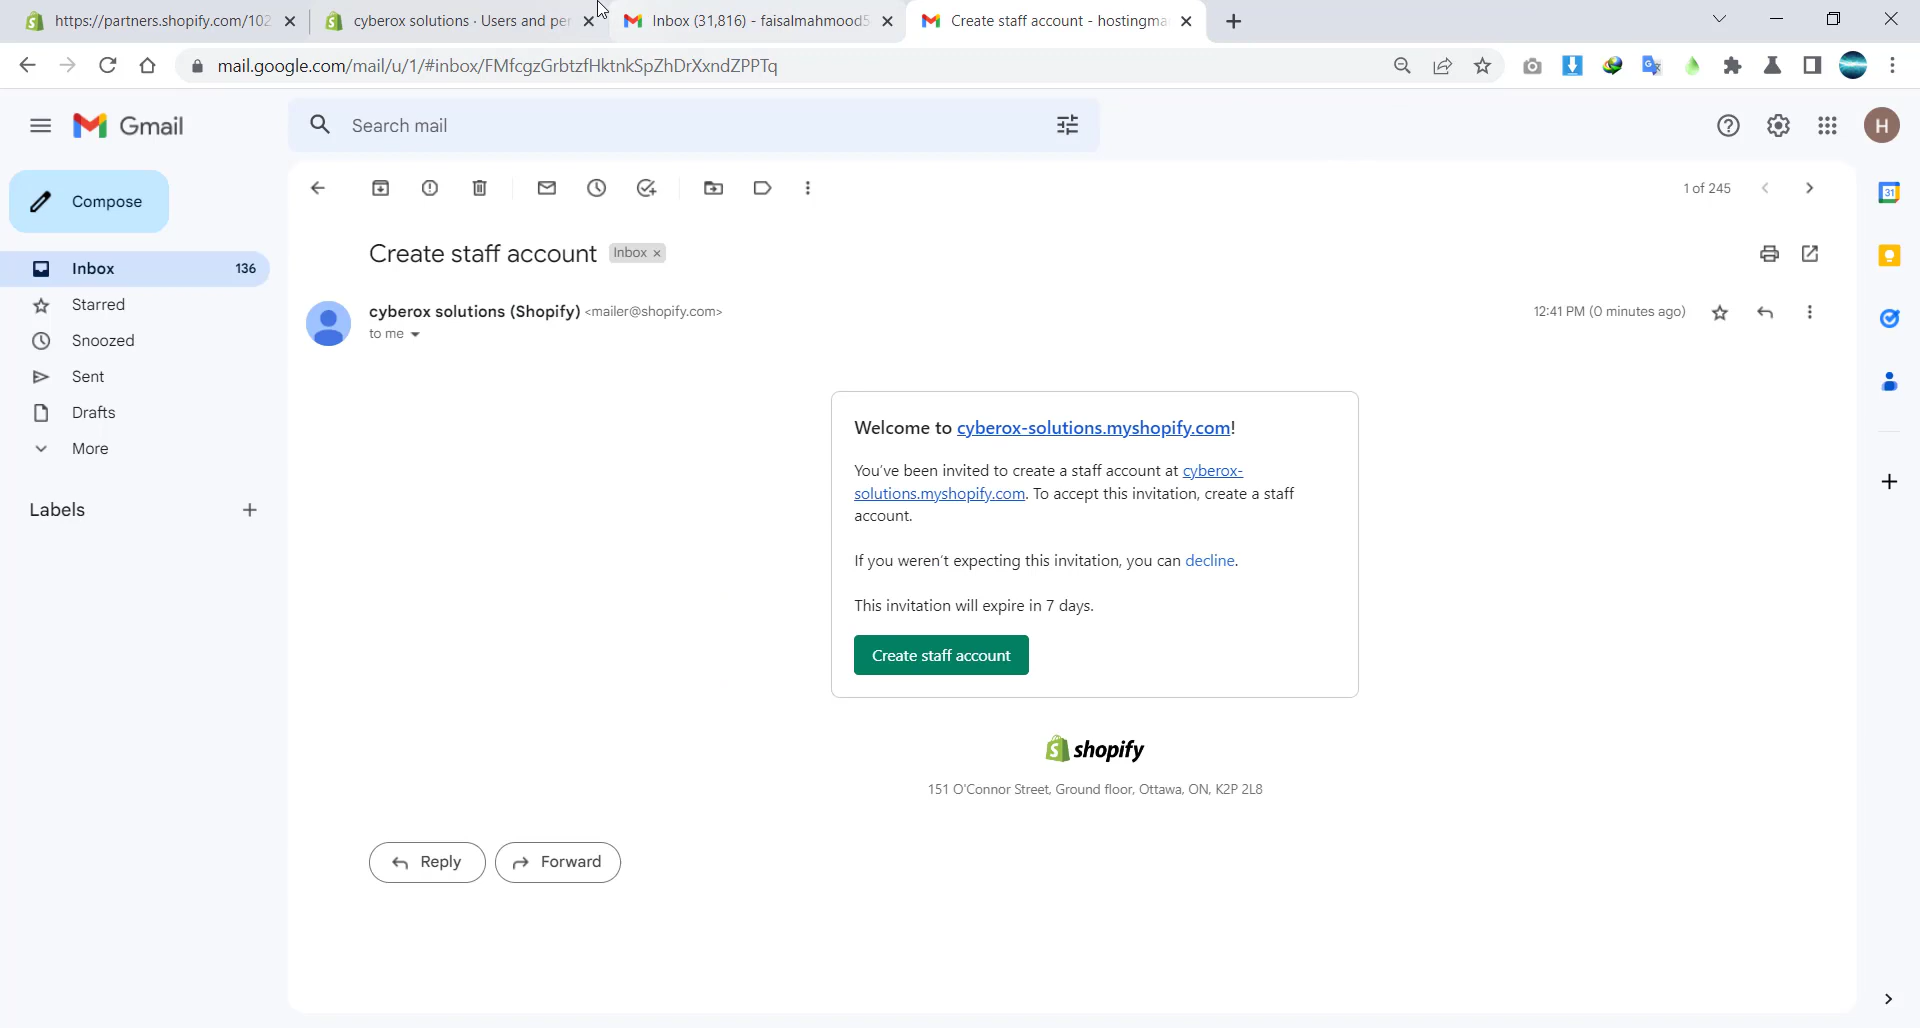 https://partners.shopify.com/102
cyberox solutions · Users and per
Inbox (31,816) - faisalmahmood5
Create staff account - hostingma
mail.google.com/mail/u/1/#inbox/FMfcgzGrbtzfHktnkSpZhDrXxndZPPTq
Gmail
Search mail
H
Compose
1 of 245
31
Create staff account
Inbox ×
Inbox 136
Starred
cyberox solutions (Shopify) <mailer@shopify.com>
12:41 PM (0 minutes ago)
to me
Snoozed
Sent
Drafts
More
Labels
Welcome to cyberox-solutions.myshopify.com!
You've been invited to create a staff account at cyberox-
solutions.myshopify.com. To accept this invitation, create a staff
account.
If you weren't expecting this invitation, you can decline.
This invitation will expire in 7 days.
Create staff account
shopify
151 O'Connor Street, Ground floor, Ottawa, ON, K2P 2L8
Reply
Forward